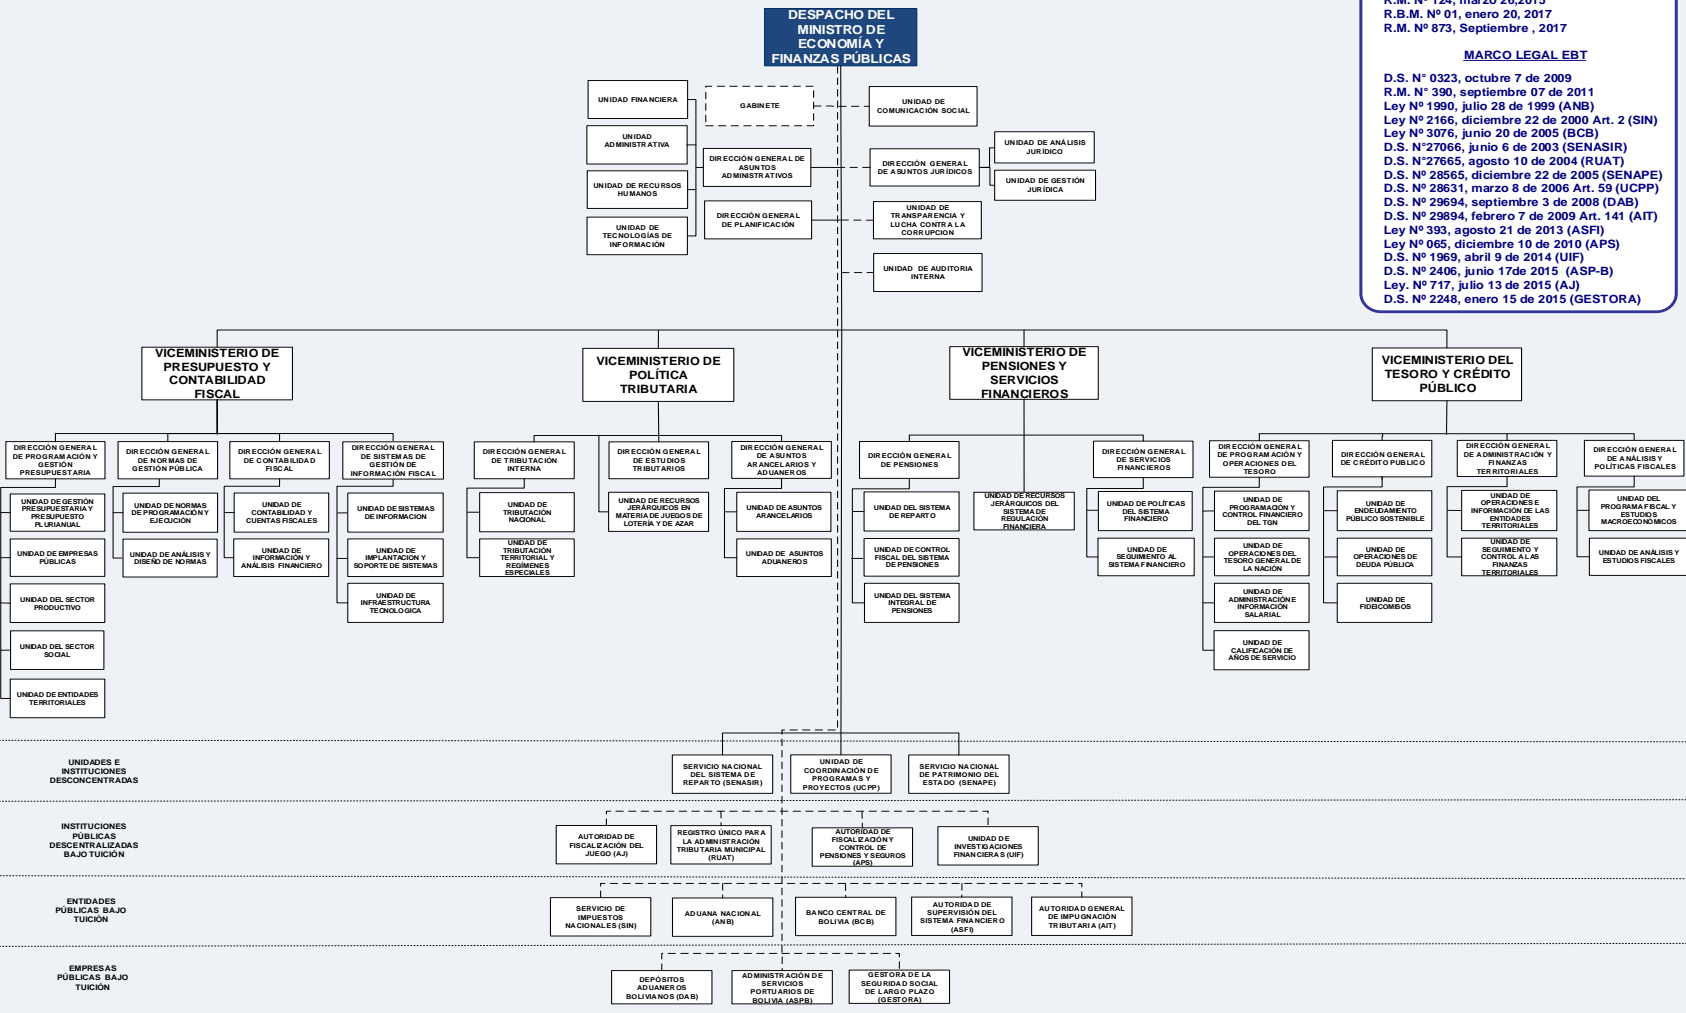 DESPACHO DEL
MINISTRO DE
ECONOMÍA Y
FINANZAS PÚBLICAS
R.M. Nº 124, marzo 26,2015
R.B.M. Nº 01, enero 20, 2017
R.M. Nº 873, Septiembre , 2017
MARCO LEGAL EBT
D.S. N° 0323, octubre 7 de 2009
R.M. N° 390, septiembre 07 de 2011
Ley Nº 1990, julio 28 de 1999 (ANB)
Ley Nº 2166, diciembre 22 de 2000 Art. 2 (SIN)
Ley Nº 3076, junio 20 de 2005 (BCB)
D.S. N°27066, junio 6 de 2003 (SENASIR)
D.S. N°27665, agosto 10 de 2004 (RUAT)
D.S. Nº 28565, diciembre 22 de 2005 (SENAPE)
D.S. Nº 28631, marzo 8 de 2006 Art. 59 (UCPP)
D.S. Nº 29694, septiembre 3 de 2008 (DAB)
D.S. Nº 29894, febrero 7 de 2009 Art. 141 (AIT)
Ley Nº 393, agosto 21 de 2013 (ASFI)
Ley Nº 065, diciembre 10 de 2010 (APS)
D.S. Nº 1969, abril 9 de 2014 (UIF)
D.S. Nº 2406, junio 17de 2015 (ASP-B)
Ley. Nº 717, julio 13 de 2015 (AJ)
D.S. Nº 2248, enero 15 de 2015 (GESTORA)
UNIDAD FINANCIERA
GABINETE
UNIDAD DE
COMUNICACIÓN SOCIAL
UNIDAD
ADMINISTRATIVA
DIRECCIÓN GENERAL DE
ASUNTOS
ADMINISTRATIVOS
DIRECCIÓN GENERAL
DE ASUNTOS JURÍDICOS
UNIDAD DE ANÁLISIS
JURÍDICO
UNIDAD DE RECURSOS
HUMANOS
UNIDAD DE GESTIÓN
JURÍDICA
DIRECCIÓN GENERAL
DE PLANIFICACIÓN
UNIDAD DE
TRANSPARENCIA Y
LUCHA CONTRA LA
CORRUPCION
UNIDAD DE
TECNOLOGÍAS DE
INFORMACIÓN
UNIDAD DE AUDITORIA
INTERNA
VICEMINISTERIO DE
PRESUPUESTO Y
CONTABILIDAD
FISCAL
VICEMINISTERIO DE
POLÍTICA
TRIBUTARIA
VICEMINISTERIO DE
PENSIONES Y
SERVICIOS
FINANCIEROS
VICEMINISTERIO DEL
TESORO Y CRÉDITO
PÚBLICO
DIRECCIÓN GENERAL
DE PROGRAMACIÓN Y
GESTIÓN
PRESUPUESTARIA
DIRECCIÓN GENERAL
DE NORMAS DE
GESTIÓN PÚBLICA
DIRECCIÓN GENERAL
DE CONTABILIDAD
FISCAL
DIRECCIÓN GENERAL
DE SISTEMAS DE
GESTIÓN DE
INFORMACIÓN FISCAL
DIRECCIÓN GENERAL
DE TRIBUTACIÓN
INTERNA
DIRECCIÓN GENERAL
DE ESTUDIOS
TRIBUTARIOS
DIRECCIÓN GENERAL
DE ASUNTOS
ARANCELARIOS Y
ADUANEROS
DIRECCIÓN GENERAL
DE PENSIONES
DIRECCIÓN GENERAL
DE SERVICIOS
FINANCIEROS
DIRECCIÓN GENERAL
DE PROGRAMACIÓN Y
OPERACIONES DEL
TESORO
DIRECCIÓN GENERAL
DE CRÉDITO PUBLICO
DIRECCIÓN GENERAL
DE ADMINISTRACIÓN Y
FINANZAS
TERRITORIALES
DIRECCIÓN GENERAL
DE ANÁLISIS Y
POLÍTICAS FISCALES
UNIDAD DE GESTIÓN
PRESUPUESTARIA Y
PRESUPUESTO
PLURIANUAL
UNIDAD DE NORMAS
DE PROGRAMACIÓN Y
EJECUCIÓN
UNIDAD DE
CONTABILIDAD Y
CUENTAS FISCALES
UNIDAD DE SISTEMAS
DE INFORMACION
UNIDAD DE
TRIBUTACIÓN
NACIONAL
UNIDAD DE RECURSOS
JERÁRQUICOS EN
MATERIA DE JUEGOS DE
LOTERÍA Y DE AZAR
UNIDAD DE ASUNTOS
ARANCELARIOS
UNIDAD DEL SISTEMA
DE REPARTO
UNIDAD DE RECURSOS
JERÁRQUICOS DEL
SISTEMA DE
REGULACIÓN
FINANCIERA
UNIDAD DE POLÍTICAS
DEL SISTEMA
FINANCIERO
UNIDAD DE
PROGRAMACIÓN Y
CONTROL FINANCIERO
DEL TGN
UNIDAD DE
ENDEUDAMIENTO
PÚBLICO SOSTENIBLE
UNIDAD DE
OPERACIONES E
INFORMACIÓN DE LAS
ENTIDADES
TERRITORIALES
UNIDAD DEL
PROGRAMA FISCAL Y
ESTUDIOS
MACROECONÓMICOS
UNIDAD DE EMPRESAS
PÚBLICAS
UNIDAD DE ANÁLISIS Y
DISEÑO DE NORMAS
UNIDAD DE
INFORMACIÓN Y
ANÁLISIS FINANCIERO
UNIDAD DE
IMPLANTACION Y
SOPORTE DE SISTEMAS
UNIDAD DE
TRIBUTACIÓN
TERRITORIAL Y
REGÍMENES
ESPECIALES
UNIDAD DE ASUNTOS
ADUANEROS
UNIDAD DE CONTROL
FISCAL DEL SISTEMA
DE PENSIONES
UNIDAD DE
SEGUIMIENTO AL
SISTEMA FINANCIERO
UNIDAD DE
OPERACIONES DEL
TESORO GENERAL DE
LA NACIÓN
UNIDAD DE
OPERACIONES DE
DEUDA PÚBLICA
UNIDAD DE
SEGUIMIENTO Y
CONTROL A LAS
FINANZAS
TERRITORIALES
UNIDAD DE ANÁLISIS Y
ESTUDIOS FISCALES
UNIDAD DEL SECTOR
PRODUCTIVO
UNIDAD DE
INFRAESTRUCTURA
TECNOLOGICA
UNIDAD DEL SISTEMA
INTEGRAL DE
PENSIONES
UNIDAD DE
ADMINISTRACIÓN E
INFORMACIÓN
SALARIAL
UNIDAD DE
FIDEICOMISOS
UNIDAD DEL SECTOR
SOCIAL
UNIDAD DE
CALIFICACIÓN DE
AÑOS DE SERVICIO
UNIDAD DE ENTIDADES
TERRITORIALES
UNIDADES E
INSTITUCIONES
DESCONCENTRADAS
SERVICIO NACIONAL
DEL SISTEMA DE
REPARTO (SENASIR)
UNIDAD DE
COORDINACIÓN DE
PROGRAMAS Y
PROYECTOS (UCPP)
SERVICIO NACIONAL
DE PATRIMONIO DEL
ESTADO (SENAPE)
INSTITUCIONES
PÚBLICAS
DESCENTRALIZADAS
BAJO TUICIÓN
AUTORIDAD DE
FISCALIZACIÓN DEL
JUEGO (AJ)
REGISTRO ÚNICO PARA
LA ADMINISTRACIÓN
TRIBUTARIA MUNICIPAL
(RUAT)
AUTORIDAD DE
FISCALIZACIÓN Y
CONTROL DE
PENSIONES Y SEGUROS
(APS)
UNIDAD DE
INVESTIGACIONES
FINANCIERAS (UIF)
ENTIDADES
PÚBLICAS BAJO
TUICIÓN
SERVICIO DE
IMPUESTOS
NACIONALES (SIN)
ADUANA NACIONAL
(ANB)
BANCO CENTRAL DE
BOLIVIA (BCB)
AUTORIDAD DE
SUPERVISIÓN DEL
SISTEMA FINANCIERO
(ASFI)
AUTORIDAD GENERAL
DE IMPUGNACIÓN
TRIBUTARIA (AIT)
EMPRESAS
PÚBLICAS BAJO
TUICIÓN
DEPÓSITOS
ADUANEROS
BOLIVIANOS (DAB)
ADMINISTRACIÓN DE
SERVICIOS
PORTUARIOS DE
BOLIVIA (ASPB)
GESTORA DE LA
SEGURIDAD SOCIAL
DE LARGO PLAZO
(GESTORA)